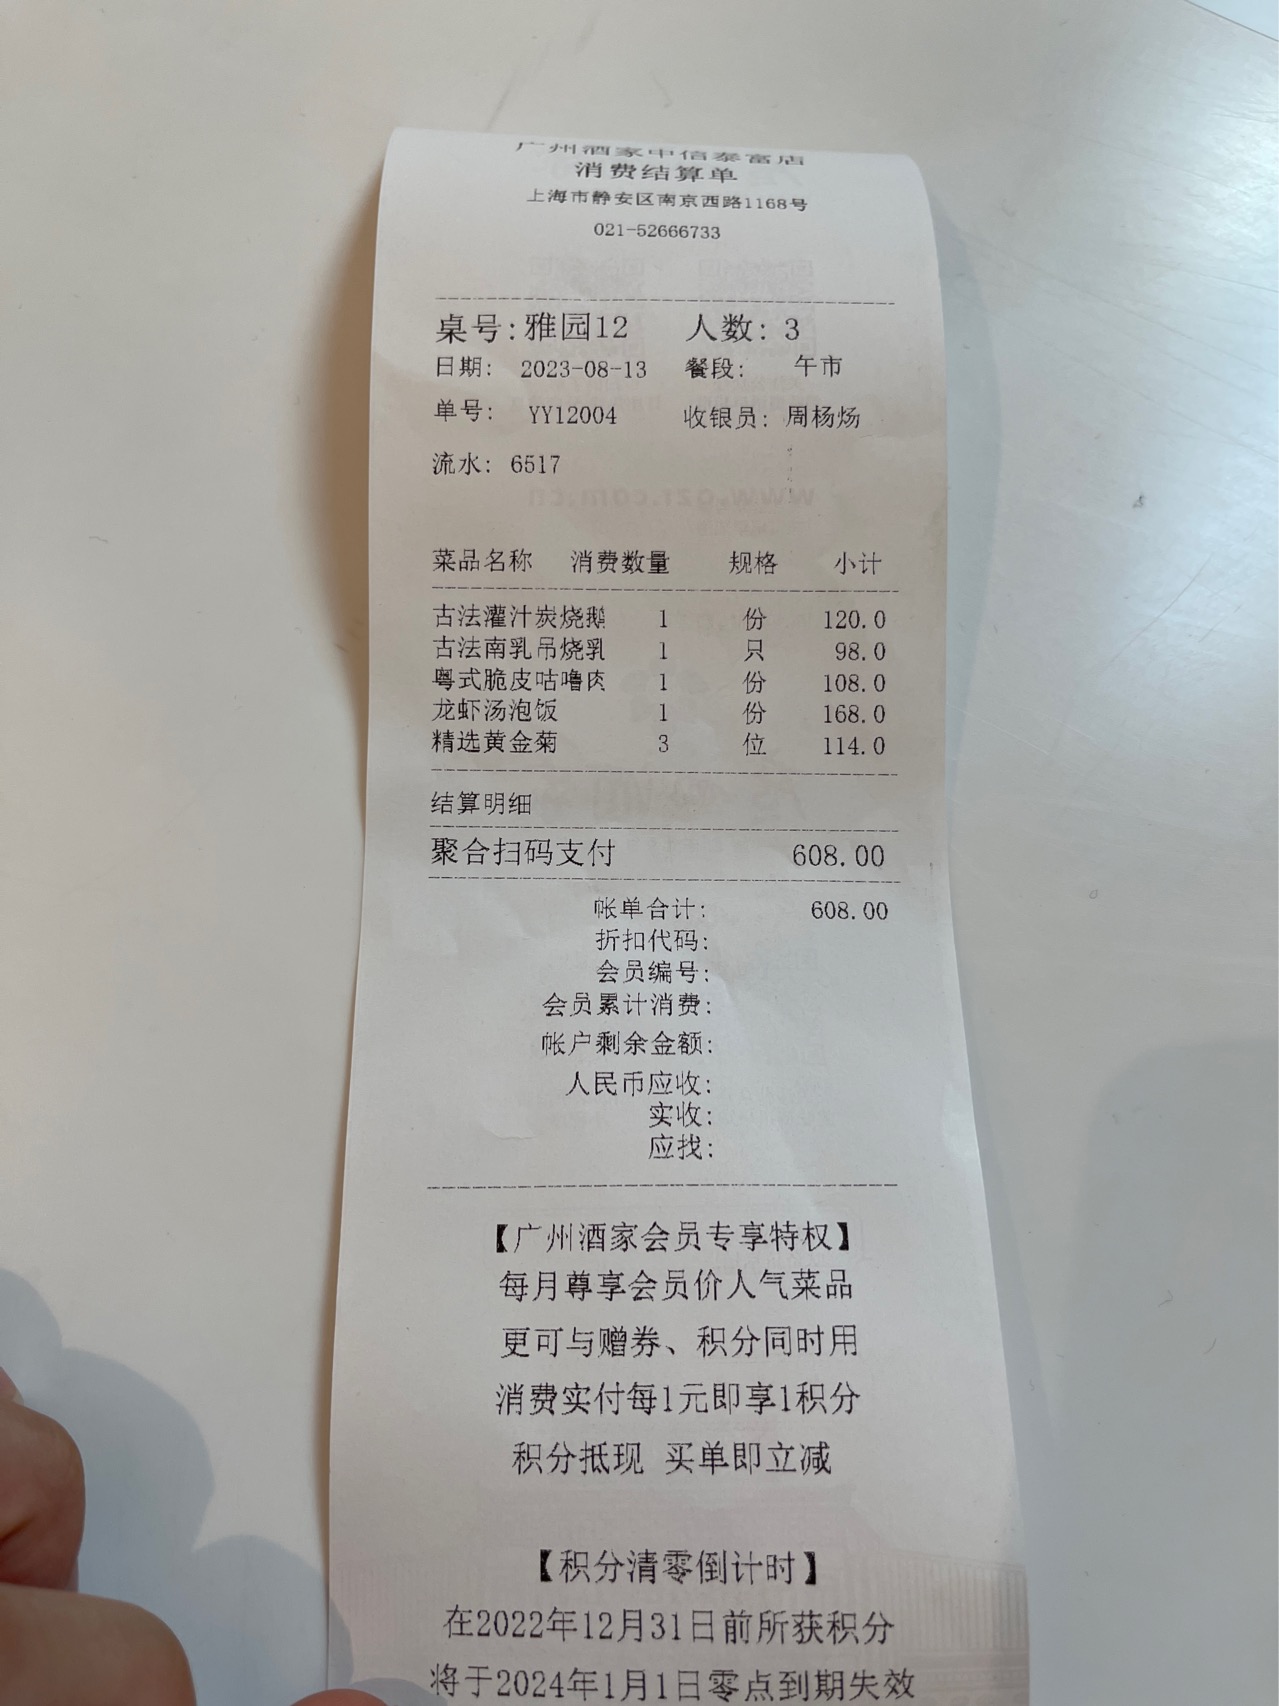 广州酒家中信泰富店
消费结算单
上海市静安区南京西路1168号
021-52666733
桌号:雅园12 人数: 3
日期: 2023-08-13 餐段: 午市
单号: YY12004 收银员: 周杨炀
流水: 6517
菜品名称 消费数量 规格 小计
古法灌汁炭烧鹅 1 份 120.0
古法南乳吊烧乳 1 只 98.0
粤式脆皮咕噜肉 1 份 108.0
龙虾汤泡饭 1 份 168.0
精选黄金菊 3 位 114.0
结算明细
聚合扫码支付 608.00
帐单合计: 608.00
折扣代码:
会员编号:
会员累计消费:
帐户剩余金额:
人民币应收:
实收:
应找:
【广州酒家会员专享特权】
每月尊享会员价人气菜品
更可与赠券、积分同时用
消费实付每1元即享1积分
积分抵现 买单即立减
【积分清零倒计时】
在2022年12月31日前所获积分
将于2024年1月1日零点到期失效